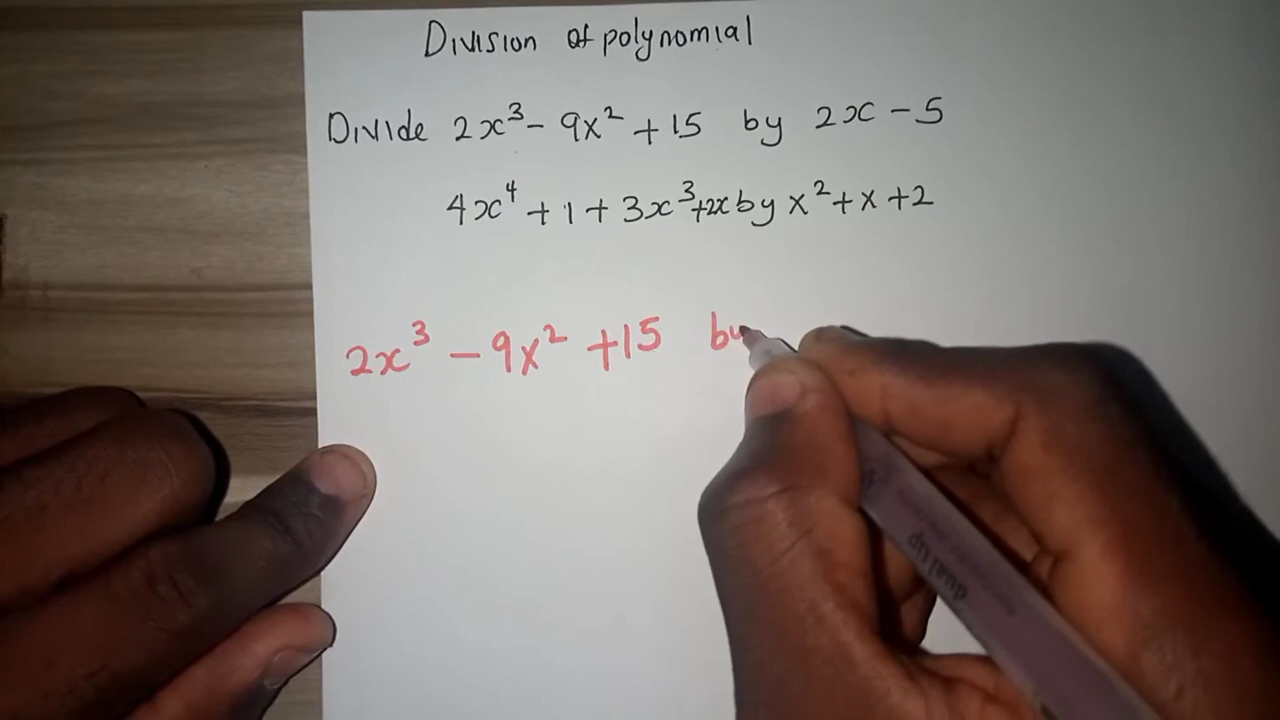 Division of polynomial
Divide 2x³ - 9x² + 15 by 2x - 5
4x⁴ + 1 + 3x³ + 2x by x² + x + 2
2x³ - 9x² + 15 by